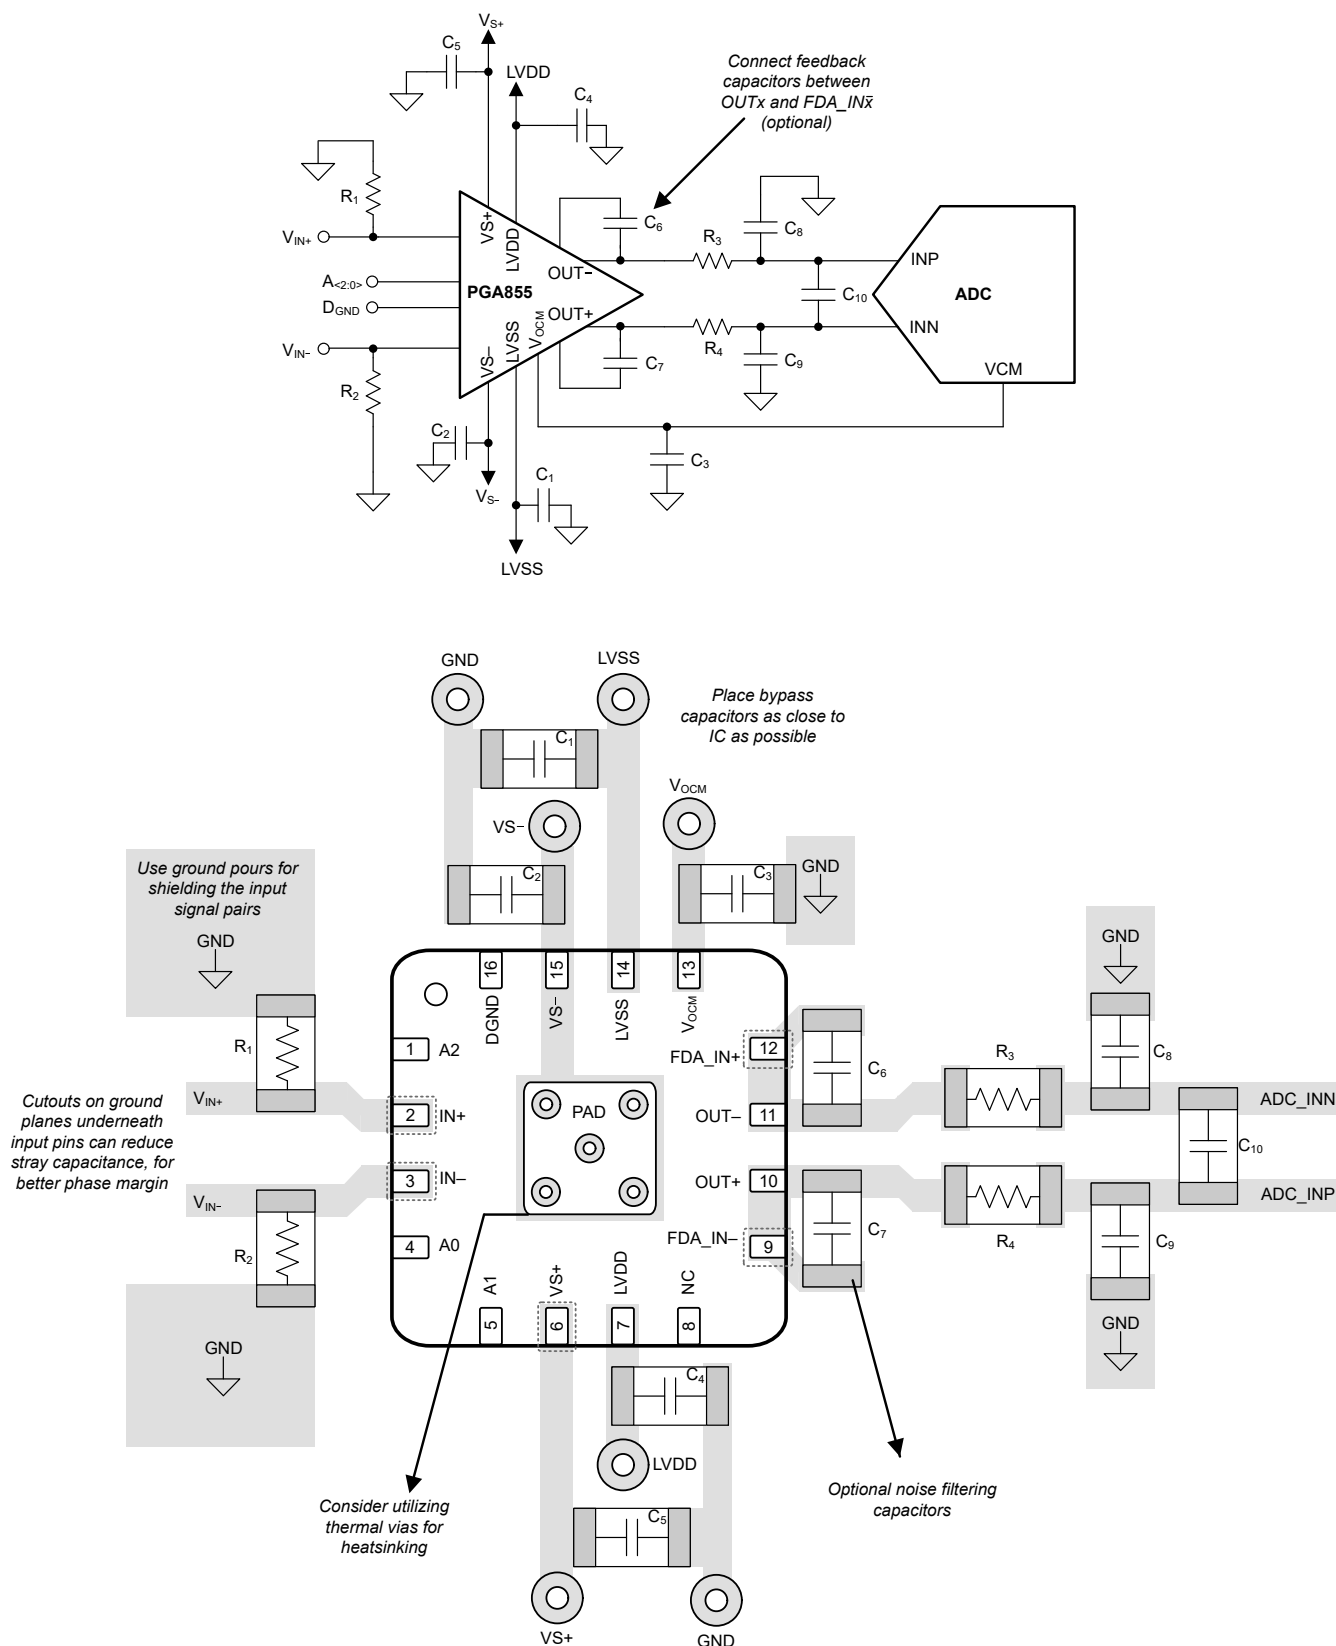 VS+
C5
LVDD
C4
Connect feedback
capacitors between
OUTx and FDA_INx̅
(optional)
R1
VIN+
A<2:0>
DGND
VIN–
R2
VS+
LVDD
PGA855
OUT–
OUT+
VOCM
LVSS
VS–
C6
C7
R3
R4
C8
C9
C10
INP
ADC
INN
VCM
C2
VS–
C1
LVSS
C3
GND
LVSS
Place bypass
capacitors as close to
IC as possible
C1
VOCM
VS–
C2
C3
GND
Use ground pours for
shielding the input
signal pairs
GND
GND
16
15
14
13
DGND
VS–
LVSS
VOCM
R1
1
A2
FDA_IN+
12
C6
R3
C8
Cutouts on ground
planes underneath
input pins can reduce
stray capacitance, for
better phase margin
VIN+
2
IN+
PAD
OUT–
11
ADC_INN
C10
VIN–
3
IN–
OUT+
10
ADC_INP
R2
4
A0
FDA_IN–
9
C7
R4
C9
A1
VS+
LVDD
NC
5
6
7
8
GND
GND
C4
LVDD
Consider utilizing
thermal vias for
heatsinking
Optional noise filtering
capacitors
C5
VS+
GND